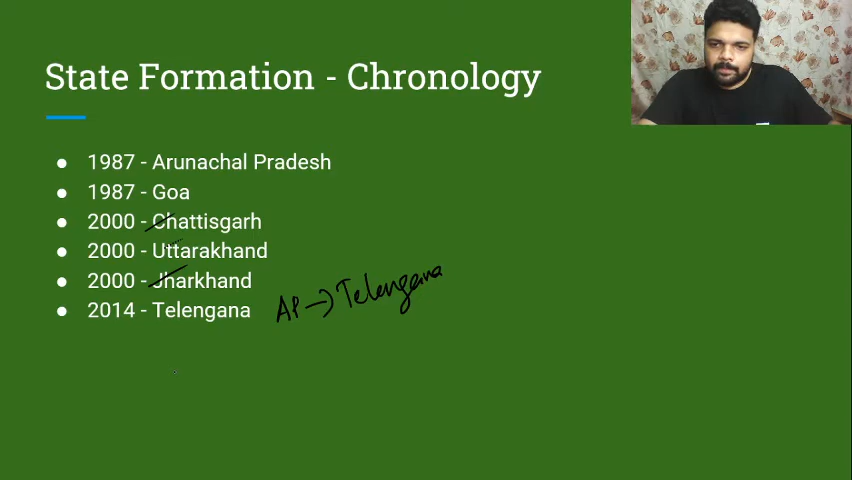 State Formation - Chronology
● 1987 - Arunachal Pradesh
● 1987 - Goa
● 2000 - Chattisgarh
● 2000 - Uttarakhand
● 2000 - Jharkhand
● 2014 - Telengana
AP → Telengana